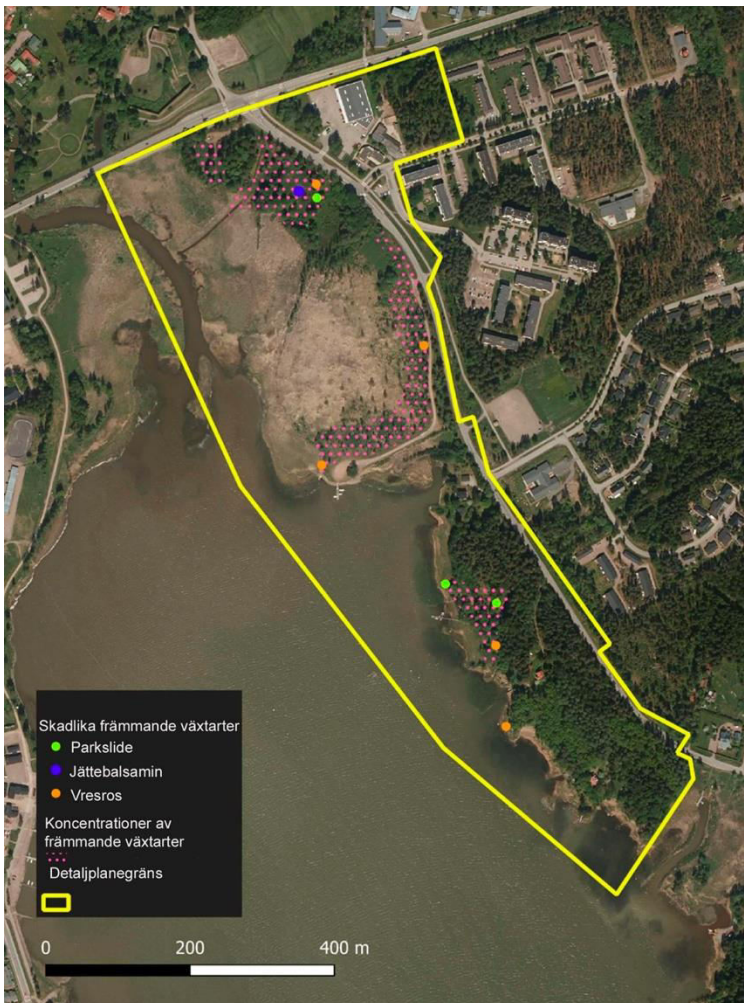 Skadlika främmande växtarter
Parkslide
Jättebalsamin
Vresros
Koncentrationer av
främmande växtarter
Detaljplanegräns
0 200 400 m